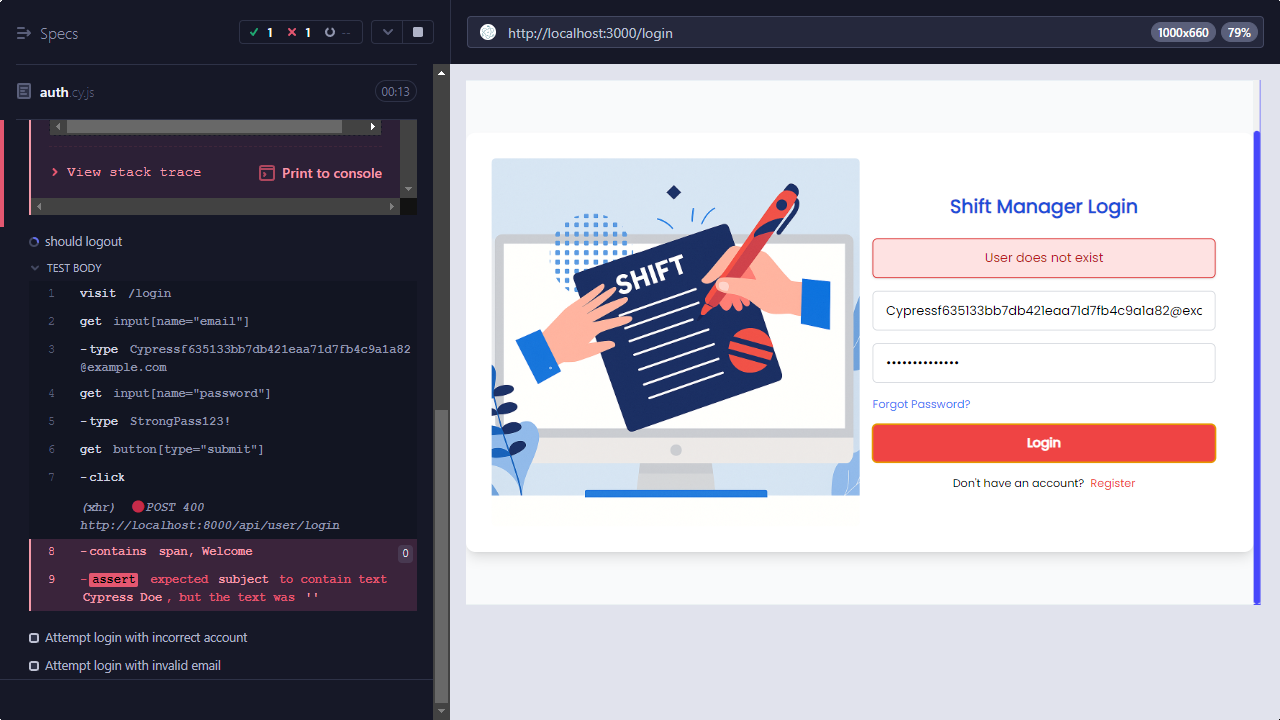 Specs
1
1
--
auth.cy.js
00:13
View stack trace
Print to console
should logout
TEST BODY
1 visit /login
2 get input[name="email"]
3 -type Cypressf635133bb7db421eaa71d7fb4c9a1a82
@example.com
4 get input[name="password"]
5 -type StrongPass123!
6 get button[type="submit"]
7 -click
(xhr) POST 400
http://localhost:8000/api/user/login
8 -contains span, Welcome 0
9 -assert expected subject to contain text
Cypress Doe, but the text was ''
Attempt login with incorrect account
Attempt login with invalid email
http://localhost:3000/login
1000x660
79%
SHIFT
Shift Manager Login
User does not exist
Cypressf635133bb7db421eaa71d7fb4c9a1a82@exc
••••••••••••••
Forgot Password?
Login
Don't have an account? Register